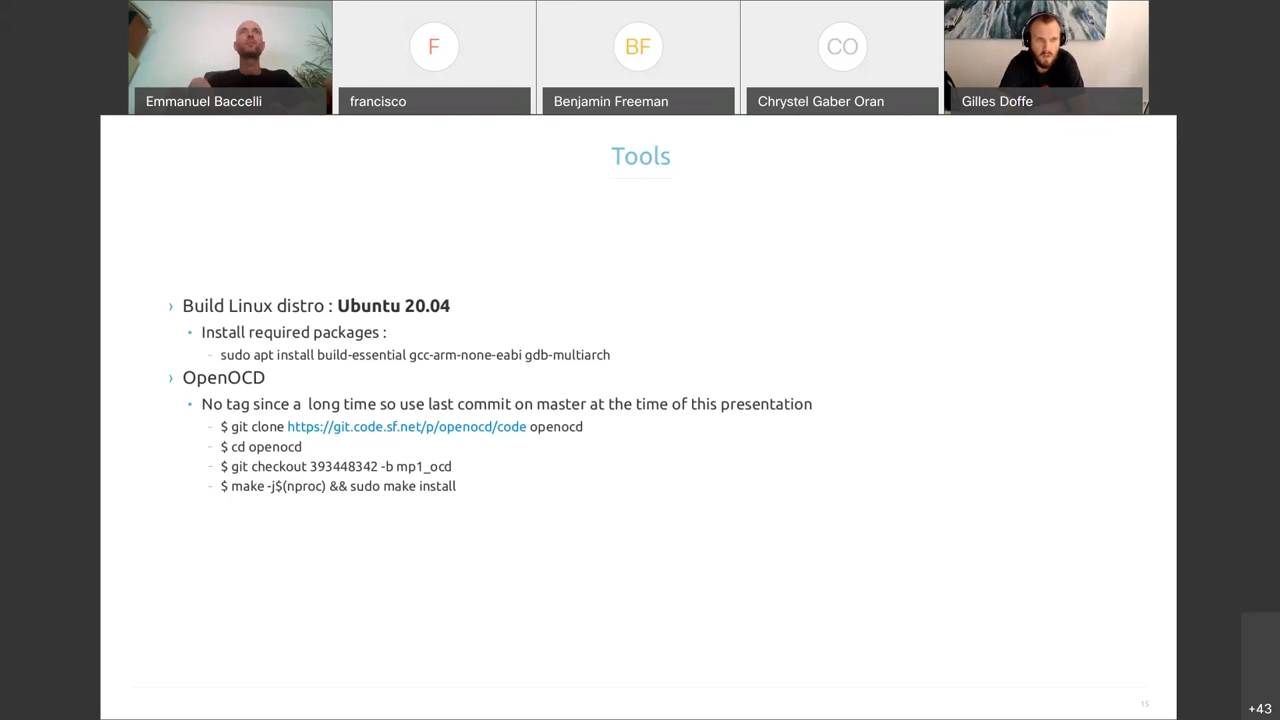 F
BF
CO
Emmanuel Baccelli
francisco
Benjamin Freeman
Chrystel Gaber Oran
Gilles Doffe
Tools
› Build Linux distro : Ubuntu 20.04
• Install required packages :
- sudo apt install build-essential gcc-arm-none-eabi gdb-multiarch
› OpenOCD
• No tag since a long time so use last commit on master at the time of this presentation
- $ git clone https://git.code.sf.net/p/openocd/code openocd
- $ cd openocd
- $ git checkout 393448342 -b mp1_ocd
- $ make -j$(nproc) && sudo make install
15
+43